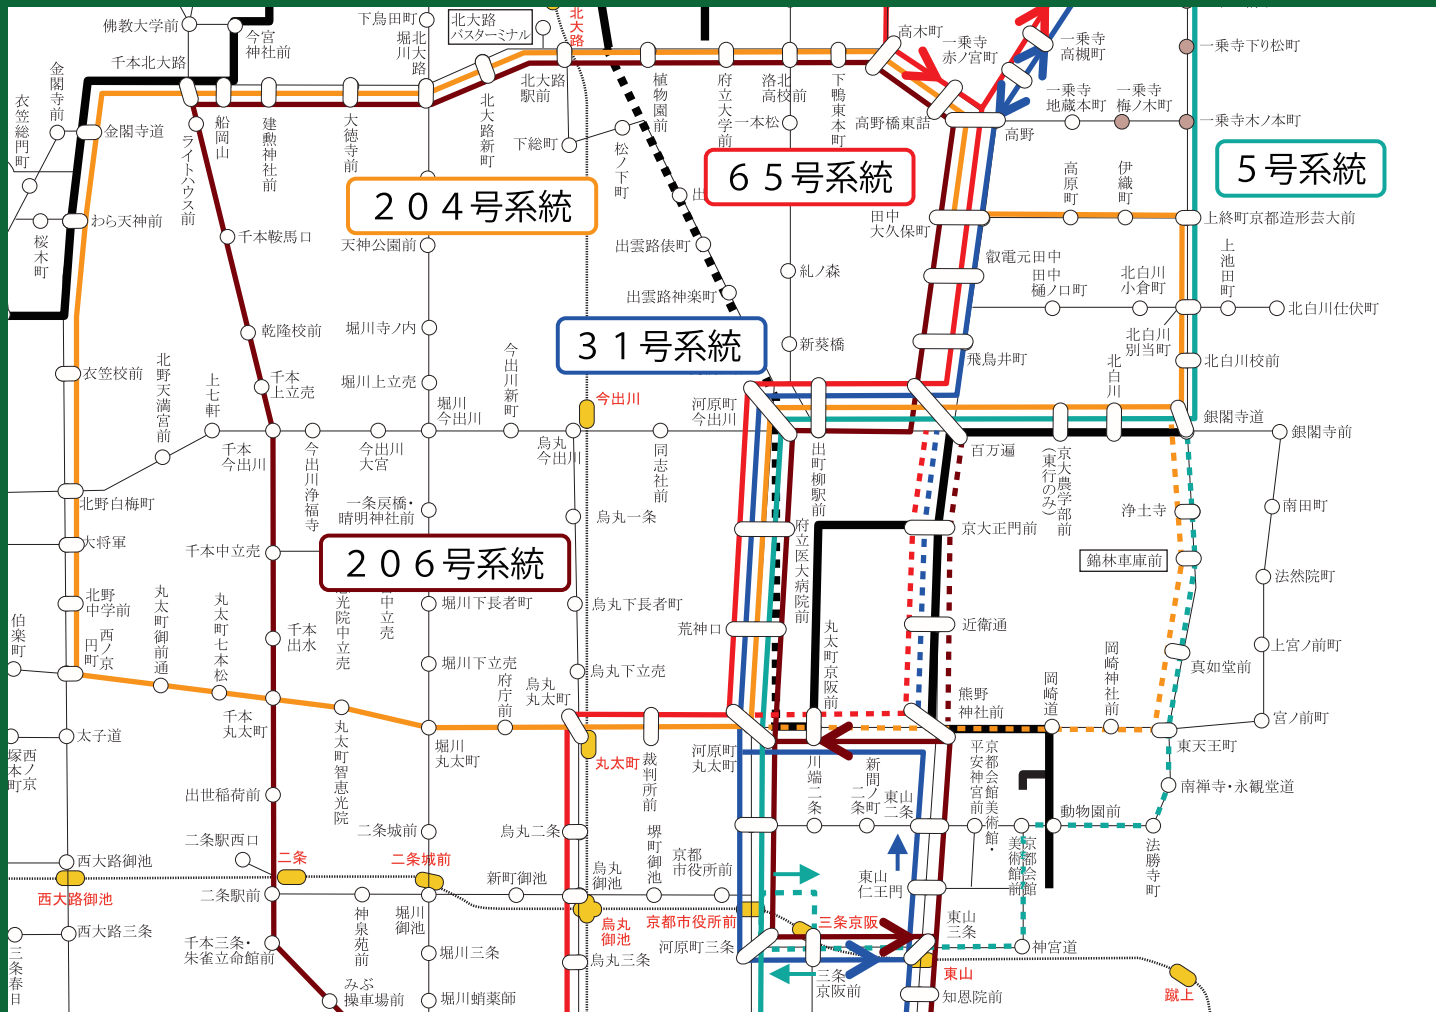 佛教大学前
今宮
神社前
下鳥田町
堀川
北大路
北大路
バスターミナル
北大路
高木町
一乗寺
赤ノ宮町
一乗寺
高槻町
一乗寺下り松町
金閣寺前
衣笠総門町
千本北大路
金閣寺道
船岡山
建勲神社前
大徳寺前
北大路新町
北大路
駅前
植物園前
府立大学前
洛北
高校前
下鴨東本町
下総町
松ノ下町
一本松
高野橋東詰
高野
一乗寺
地蔵本町
一乗寺
梅ノ木町
一乗寺木ノ本町
ライトハウス前
204号系統
65号系統
5号系統
高原町
伊織町
わら天神前
桜木町
千本鞍馬口
天神公園前
出雲路俵町
出雲路神楽町
糺ノ森
田中
大久保町
上終町京都造形芸大前
叡電元田中
田中
樋ノ口町
北白川
小倉町
上池田町
北白川仕伏町
北白川
別当町
北白川校前
北白川
乾隆校前
堀川寺ノ内
31号系統
新葵橋
飛鳥井町
衣笠校前
北野天満宮前
上七軒
千本
上立売
堀川上立売
今出川新町
今出川
堀川
今出川
河原町
今出川
銀閣寺道
銀閣寺前
千本
今出川
今出川浄福寺
今出川
大宮
烏丸
今出川
同志社前
出町柳駅前
百万遍
京大農学部前
(東行のみ)
北野白梅町
一条戻橋・
晴明神社前
烏丸一条
府立医大病院前
京大正門前
浄土寺
南田町
大将軍
千本中立売
206号系統
錦林車庫前
法然院町
北野
中学前
丸太町御前通
丸太町七本松
千本
出水
堀川下長者町
烏丸下長者町
荒神口
丸太町京阪前
近衛通
伯楽町
西ノ京
円町
堀川下立売
烏丸下立売
府庁前
烏丸
丸太町
岡崎道
岡崎神社前
真如堂前
上宮ノ前町
熊野
神社前
宮ノ前町
太子道
千本
丸太町
丸太町智恵光院
堀川
丸太町
丸太町
裁判所前
河原町
丸太町
川端二条
新間ノ町
二条
東山
二条
京都会館美術館・
平安神宮前
東天王町
南禅寺・永観堂道
動物園前
出世稲荷前
二条駅西口
二条
二条城前
二条城前
烏丸二条
堺町御池
京都
市役所前
東山
仁王門
京都会館
美術館前
法勝寺町
西大路御池
西大路御池
二条駅前
神泉苑前
堀川
御池
新町御池
烏丸
御池
烏丸
御池
京都市役所前
三条京阪
東山
三条
西大路三条
三条春日
千本三条・
朱雀立命館前
堀川三条
烏丸三条
河原町三条
神宮道
みぶ
操車場前
堀川蛸薬師
三条
京阪前
東山
知恩院前
蹴上